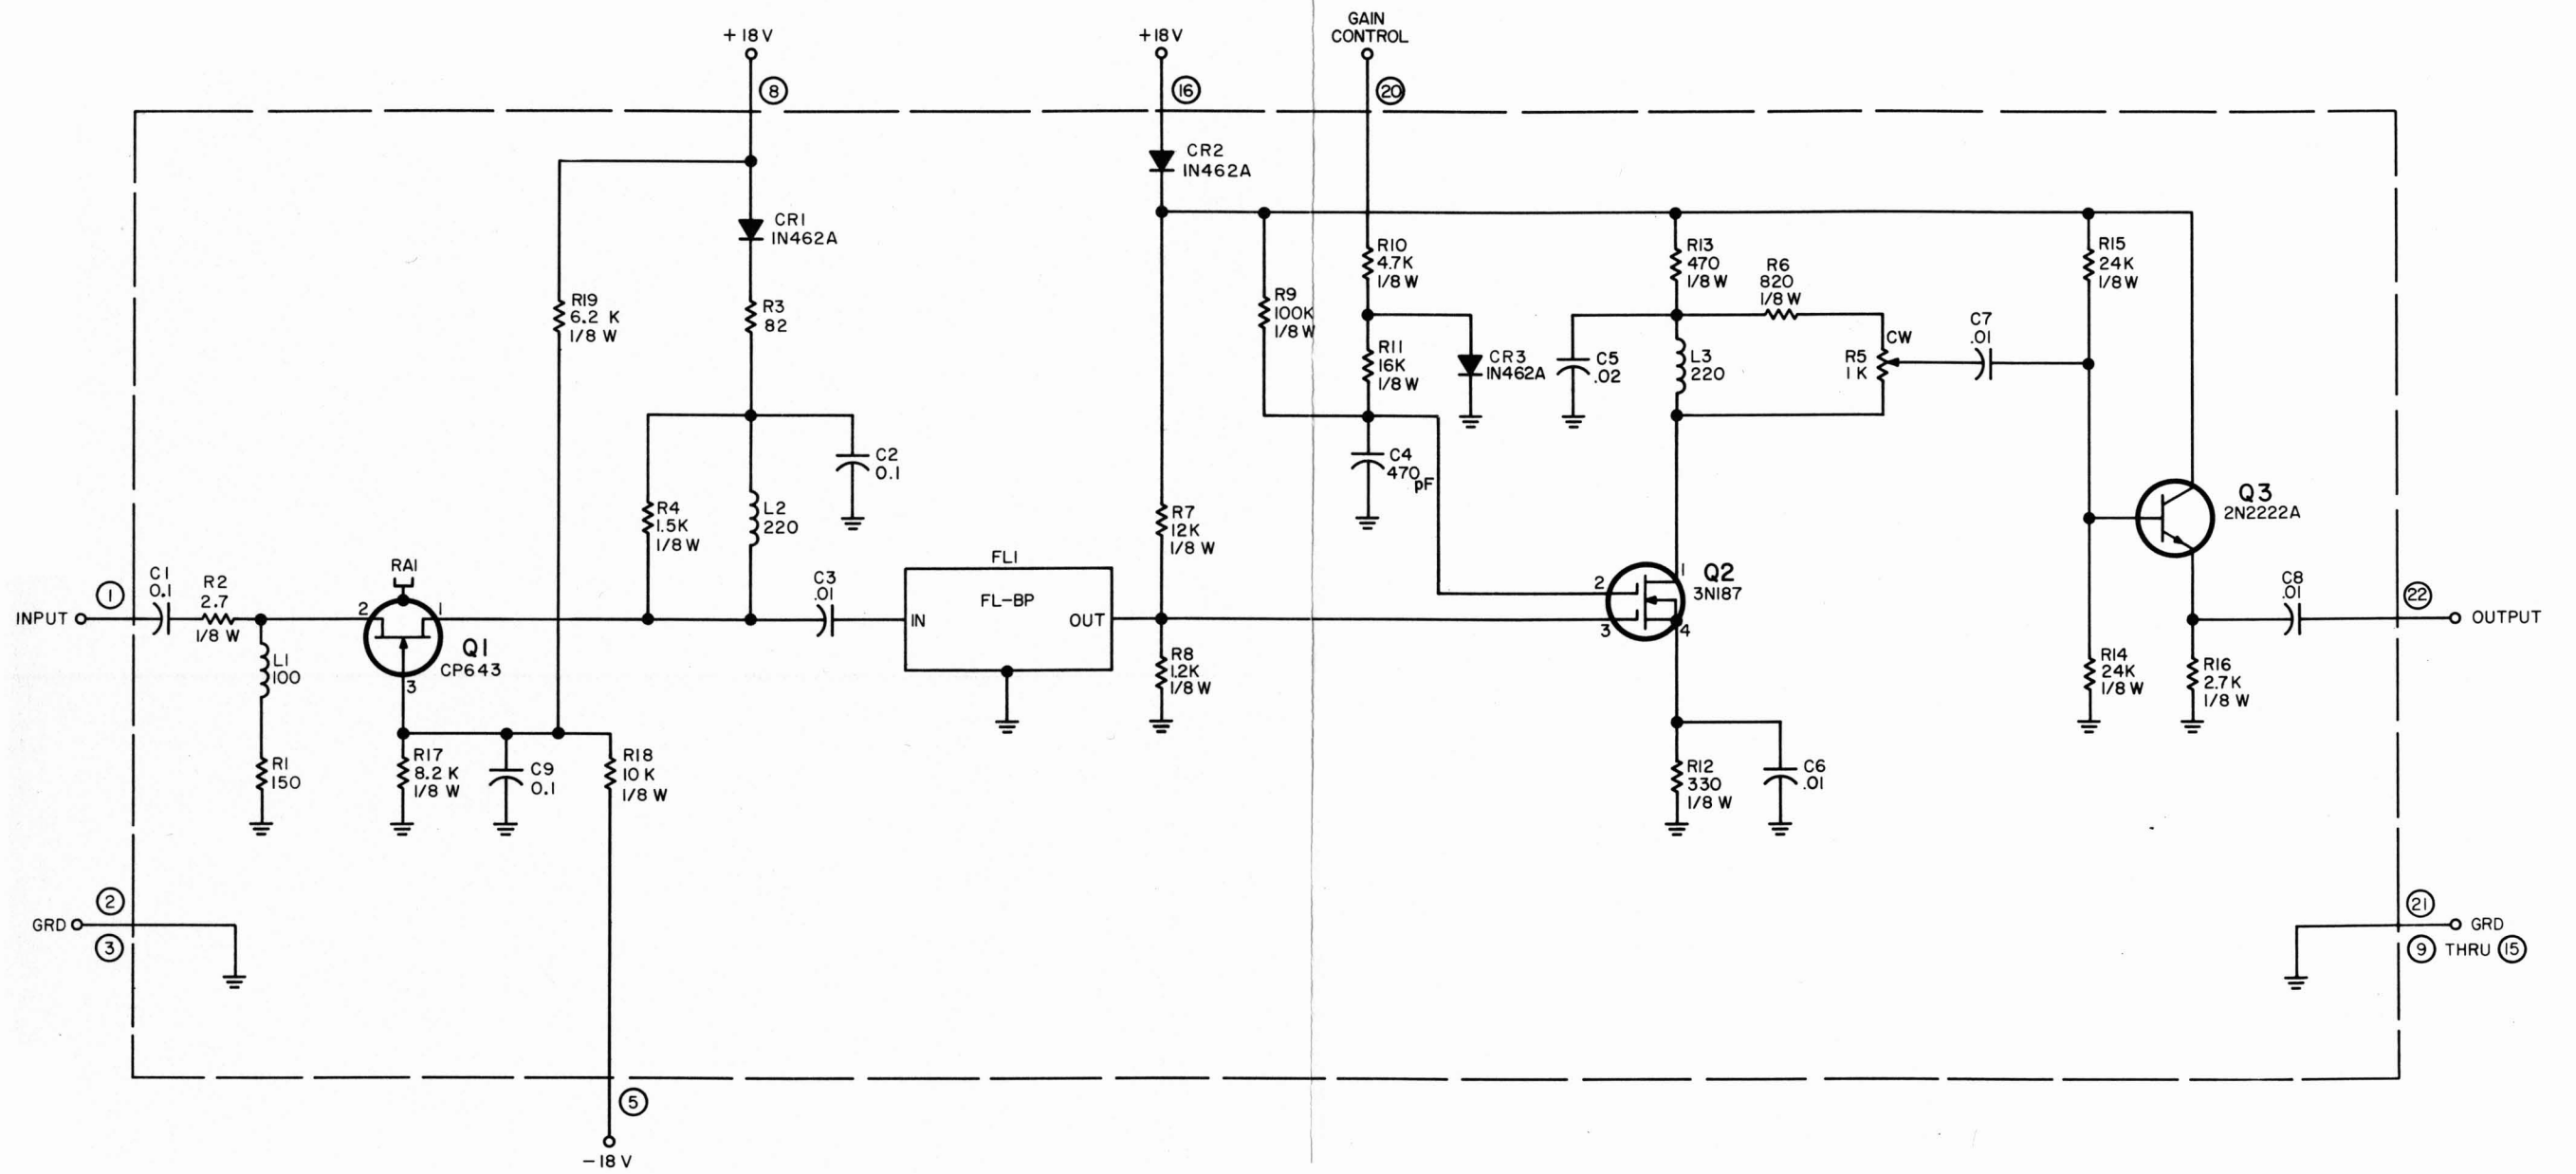 +18V
8
+18V
16
GAIN
CONTROL
20
CR2
IN462A
CR1
IN462A
R19
6.2 K
1/8 W
R3
82
R9
100K
1/8 W
R10
4.7K
1/8 W
R11
16K
1/8 W
CR3
IN462A
R13
470
1/8 W
R6
820
1/8 W
C5
.02
L3
220
CW
R5
1 K
C7
.01
R15
24K
1/8 W
R4
1.5K
1/8 W
L2
220
C2
0.1
C4
470
pF
R7
12K
1/8 W
Q3
2N2222A
INPUT
1
C1
0.1
R2
2.7
1/8 W
L1
100
R1
150
RA1
2
1
3
Q1
CP643
C3
.01
FL1
FL-BP
IN
OUT
R8
1.2K
1/8 W
2
3
1
4
Q2
3N187
R14
24K
1/8 W
R16
2.7K
1/8 W
C8
.01
22
OUTPUT
R17
8.2 K
1/8 W
C9
0.1
R18
10 K
1/8 W
R12
330
1/8 W
C6
.01
GRD
2
3
21
GRD
9 THRU 15
5
-18 V